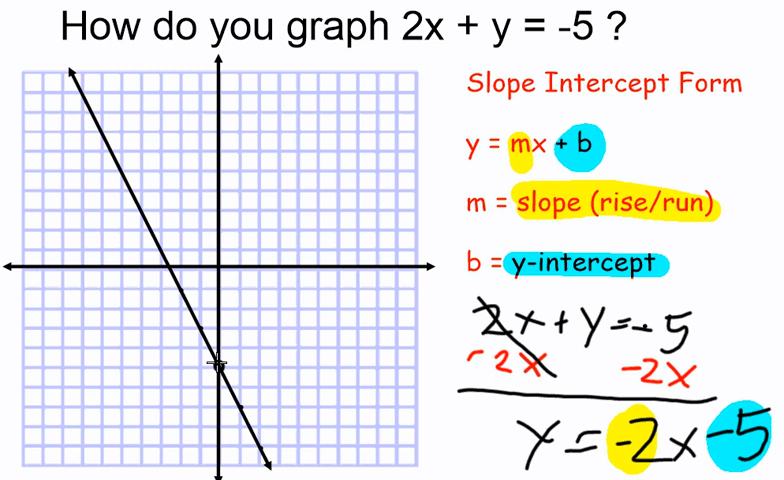 How do you graph 2x + y = -5 ?
Slope Intercept Form
y = mx + b
m = slope (rise/run)
b = y-intercept
2x + y = -5
-2x -2x
y = -2x -5